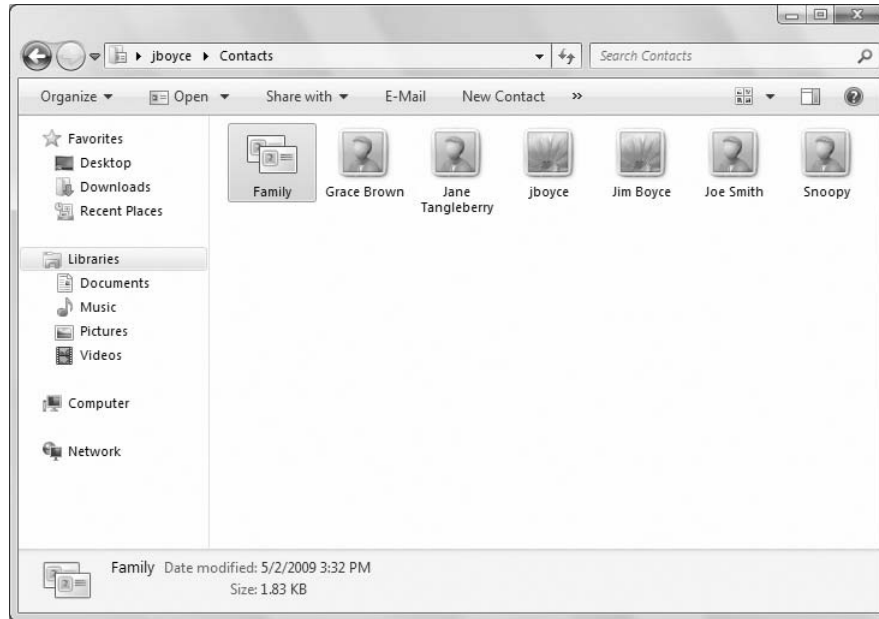 jboyce Contacts Search Contacts
Organize Open Share with E-Mail New Contact »
Favorites
Desktop
Downloads
Recent Places
Libraries
Documents
Music
Pictures
Videos
Computer
Network
Family
Grace Brown
Jane
Tangleberry
jboyce
Jim Boyce
Joe Smith
Snoopy
Family Date modified: 5/2/2009 3:32 PM
Size: 1.83 KB